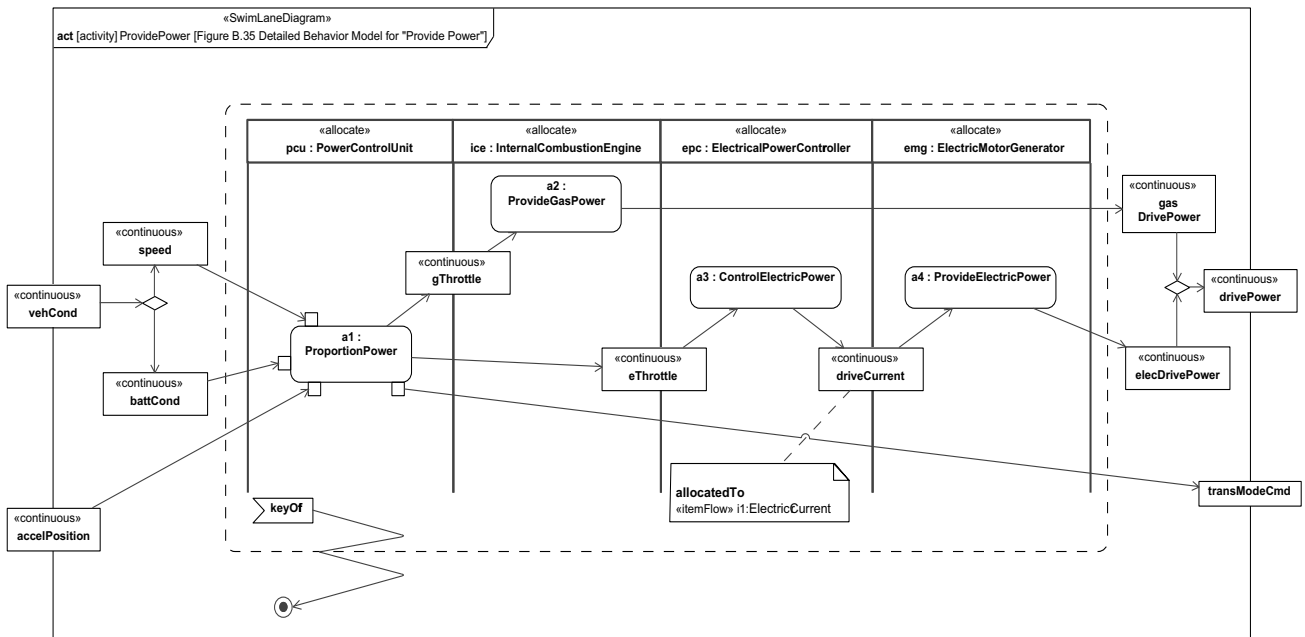 «SwimLaneDiagram»
act [activity] ProvidePower [Figure B.35 Detailed Behavior Model for "Provide Power"]
«allocate»
pcu : PowerControlUnit
«allocate»
ice : InternalCombustionEngine
«allocate»
epc : ElectricalPowerController
«allocate»
emg : ElectricMotorGenerator
a2 :
ProvideGasPower
«continuous»
gas
DrivePower
«continuous»
speed
«continuous»
gThrottle
a3 : ControlElectricPower
a4 : ProvideElectricPower
«continuous»
vehCond
«continuous»
drivePower
a1 :
ProportionPower
«continuous»
eThrottle
«continuous»
driveCurrent
«continuous»
elecDrivePower
«continuous»
battCond
allocatedTo
«itemFlow» i1:ElectricCurrent
transModeCmd
keyOff
«continuous»
accelPosition